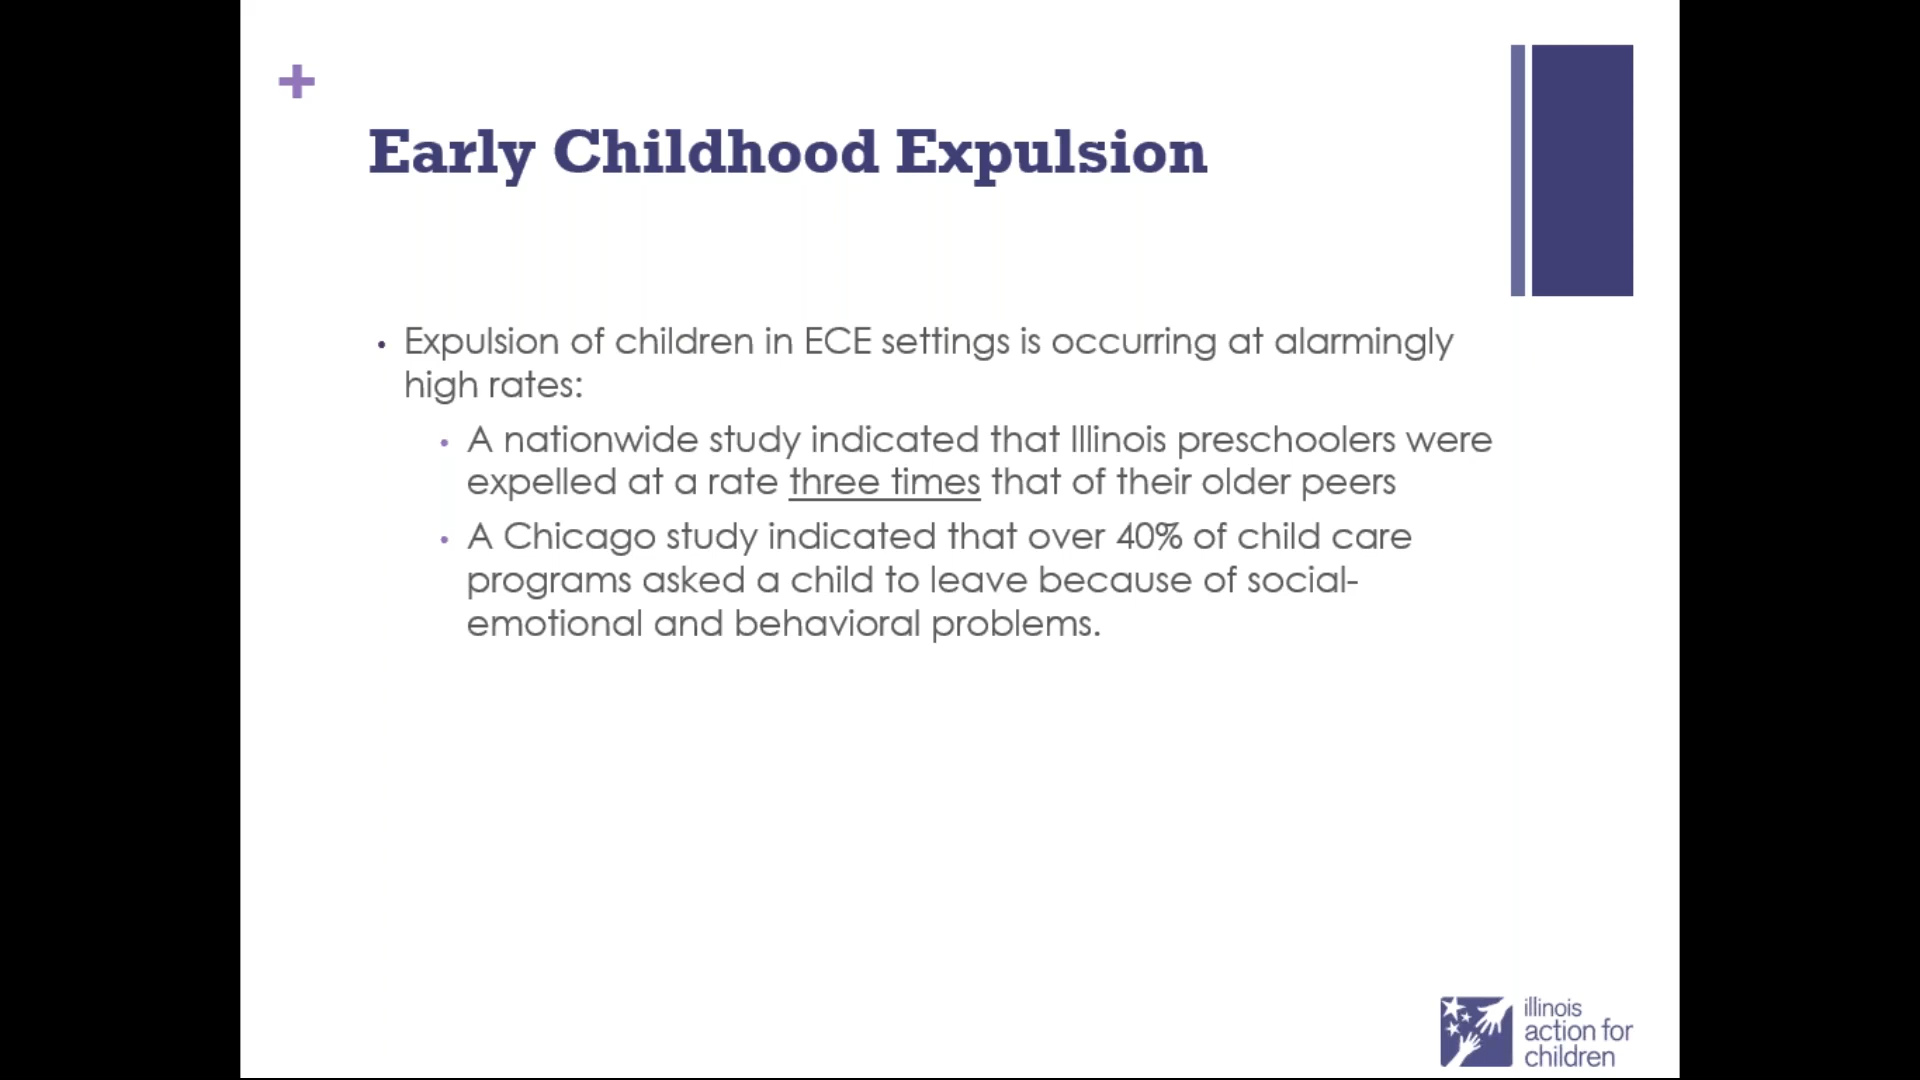 +
Early Childhood Expulsion
• Expulsion of children in ECE settings is occurring at alarmingly
high rates:
• A nationwide study indicated that Illinois preschoolers were
expelled at a rate three times that of their older peers
• A Chicago study indicated that over 40% of child care
programs asked a child to leave because of social-
emotional and behavioral problems.
illinois
action for
children